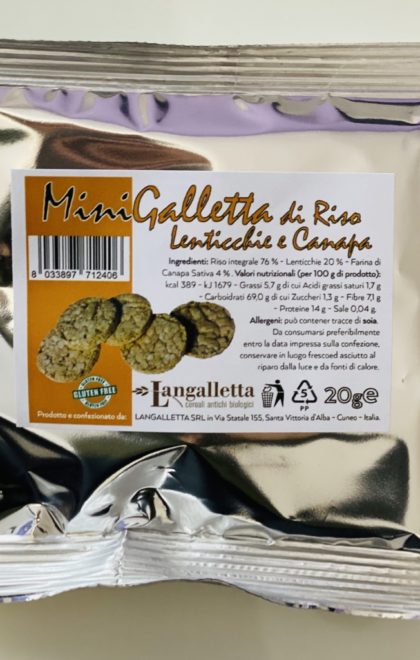 MiniGalletta di Riso
Lenticchie e Canapa
Ingredienti: Riso integrale 76 % - Lenticchie 20 % - Farina di
Canapa Sativa 4 %. Valori nutrizionali (per 100 g di prodotto):
kcal 389 - kJ 1679 - Grassi 5,7 g di cui Acidi grassi saturi 1,7 g
- Carboidrati 69,0 g di cui Zuccheri 1,3 g - Fibre 7,1 g
- Proteine 14 g - Sale 0,04 g.
Allergeni: può contenere tracce di soia.
Da consumarsi preferibilmente
entro la data impressa sulla confezione,
conservare in luogo frescoed asciutto al
riparo dalla luce e da fonti di calore.
8 033897 712406
GLUTEN FREE
Langalletta
cereali antichi biologici
5
PP
20g e
Prodotto e confezionato da: LANGALLETTA SRL in Via Statale 155, Santa Vittoria d'Alba - Cuneo - Italia.